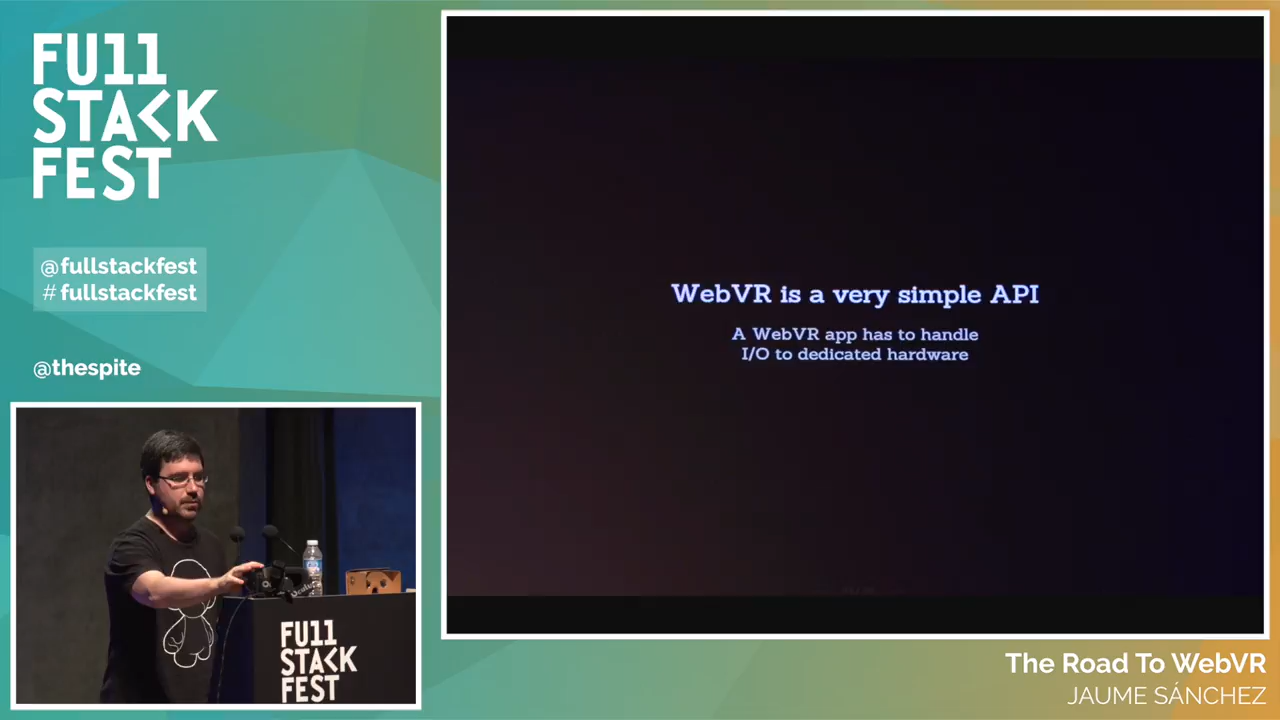 FU11
STACK
FEST
@fullstackfest
# fullstackfest
@thespite
WebVR is a very simple API
A WebVR app has to handle
I/O to dedicated hardware
FU11
STACK
FEST
The Road To WebVR
JAUME SÁNCHEZ